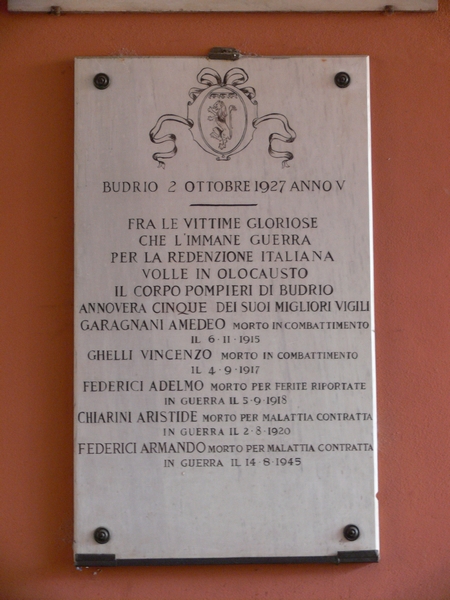 BUDRIO 2 OTTOBRE 1927 ANNO V
FRA LE VITTIME GLORIOSE
CHE L'IMMANE GUERRA
PER LA REDENZIONE ITALIANA
VOLLE IN OLOCAUSTO
IL CORPO POMPIERI DI BUDRIO
ANNOVERA CINQUE DEI SUOI MIGLIORI VIGILI
GARAGNANI AMEDEO MORTO IN COMBATTIMENTO
IL 6-11-1915
GHELLI VINCENZO MORTO IN COMBATTIMENTO
IL 4-9-1917
FEDERICI ADELMO MORTO PER FERITE RIPORTATE
IN GUERRA IL 5-9-1918
CHIARINI ARISTIDE MORTO PER MALATTIA CONTRATTA
IN GUERRA IL 2-8-1920
FEDERICI ARMANDO MORTO PER MALATTIA CONTRATTA
IN GUERRA IL 14-8-1945